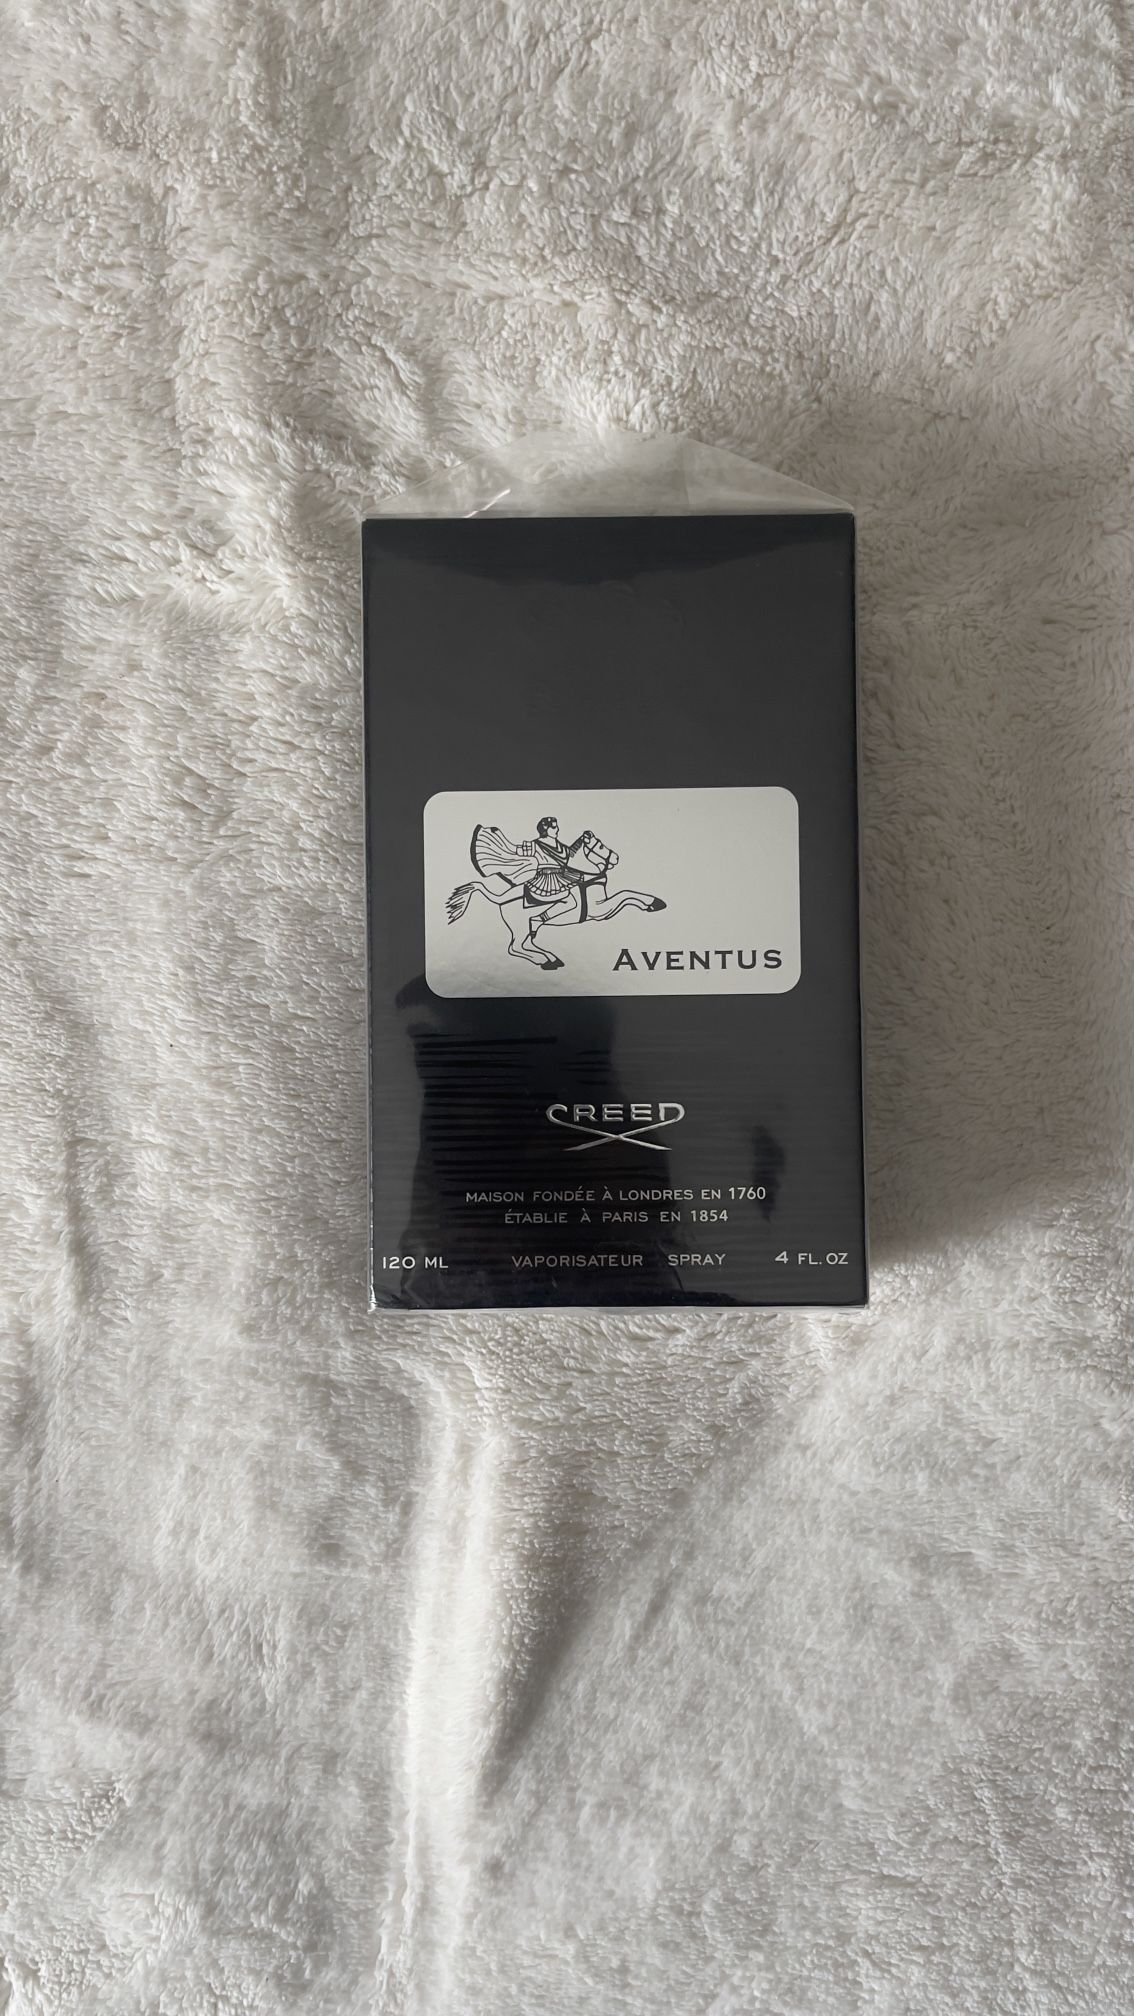 AVENTUS
CREED
MAISON FONDÉE À LONDRES EN 1760
ÉTABLIE À PARIS EN 1854
120 ML VAPORISATEUR SPRAY 4 FL. OZ